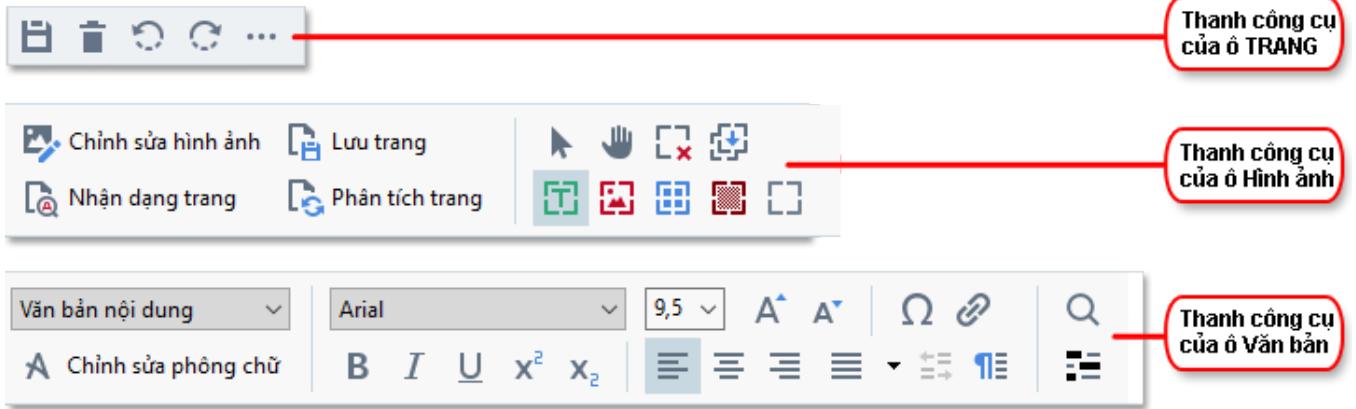 Thanh công cụ
của ô TRANG
Chỉnh sửa hình ảnh
Lưu trang
Nhận dạng trang
Phân tích trang
Thanh công cụ
của ô Hình ảnh
Văn bản nội dung
Arial
9,5
Chỉnh sửa phông chữ
B I U x² x₂
Thanh công cụ
của ô Văn bản